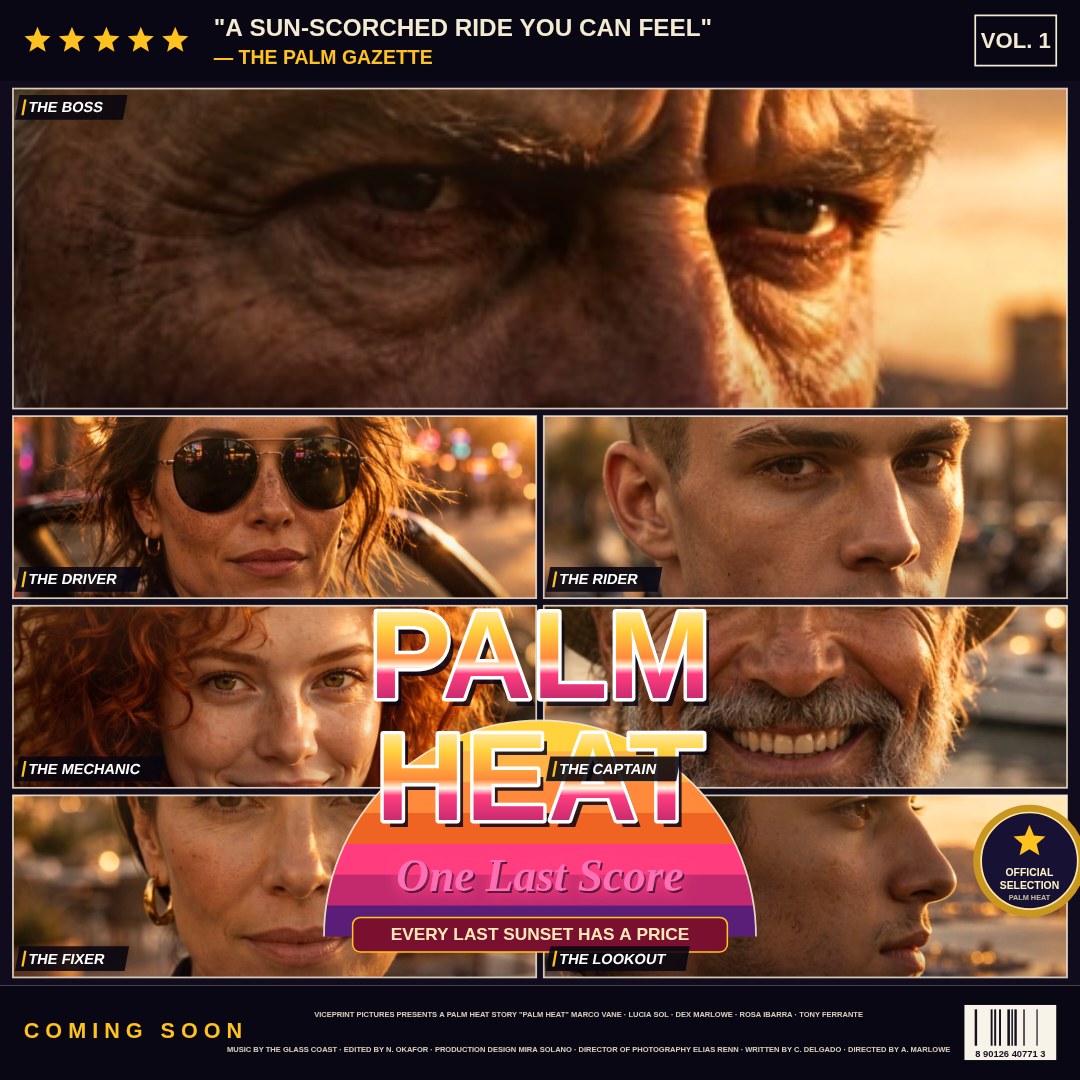 "A SUN-SCORCHED RIDE YOU CAN FEEL"
— THE PALM GAZETTE
VOL. 1
THE BOSS
THE DRIVER
THE RIDER
PALM
HEAT
THE MECHANIC
THE CAPTAIN
One Last Score
EVERY LAST SUNSET HAS A PRICE
OFFICIAL
SELECTION
PALM HEAT
THE FIXER
THE LOOKOUT
COMING SOON
VICEPRINT PICTURES PRESENTS A PALM HEAT STORY "PALM HEAT" MARCO VANE · LUCIA SOL · DEX MARLOWE · ROSA IBARRA · TONY FERRANTE
MUSIC BY THE GLASS COAST · EDITED BY N. OKAFOR · PRODUCTION DESIGN MIRA SOLANO · DIRECTOR OF PHOTOGRAPHY ELIAS RENN · WRITTEN BY C. DELGADO · DIRECTED BY A. MARLOWE
8 90126 40771 3